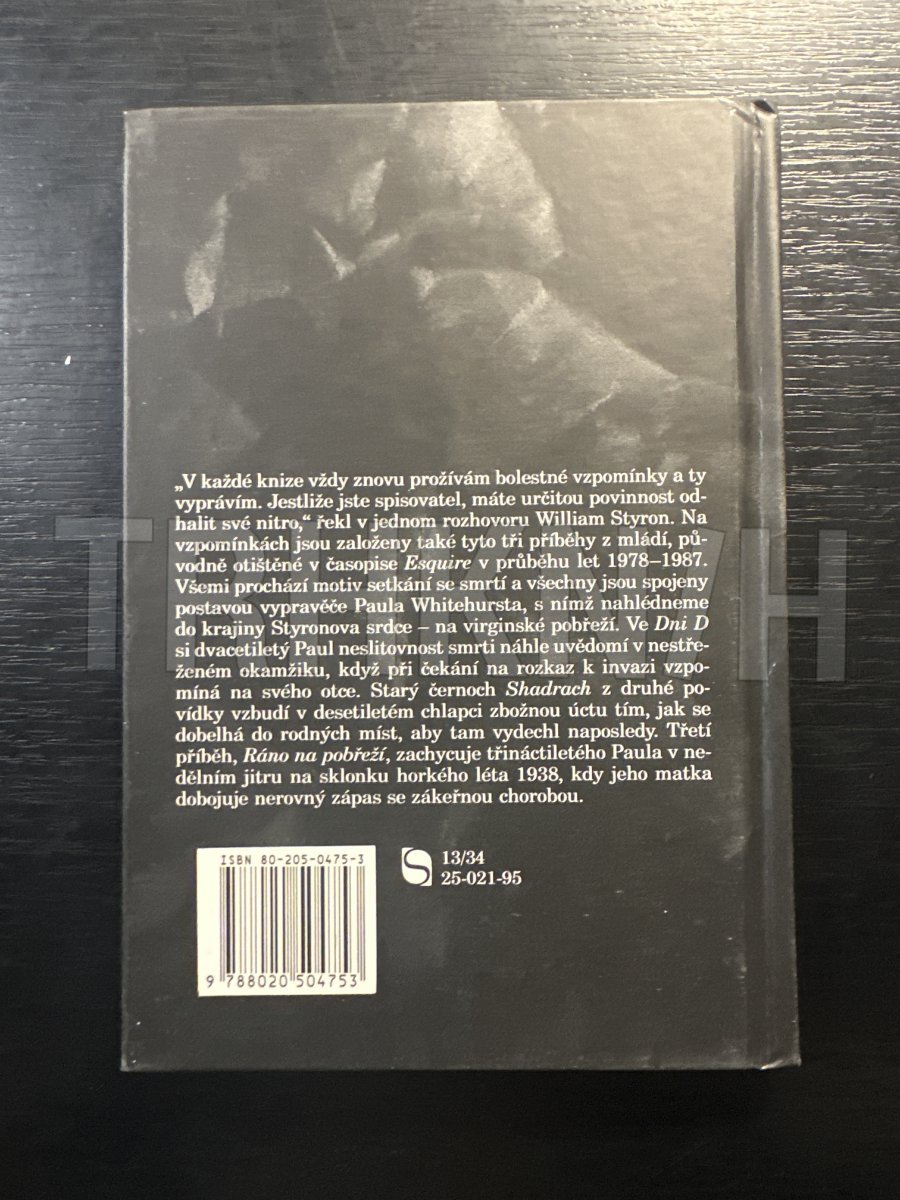 „V každé knize vždy znovu prožívám bolestné vzpomínky a ty
vyprávím. Jestliže jste spisovatel, máte určitou povinnost od-
halit své nitro,“ řekl v jednom rozhovoru William Styron. Na
vzpomínkách jsou založeny také tyto tři příběhy z mládí, pů-
vodně otištěné v časopise Esquire v průběhu let 1978–1987.
Všemi prochází motiv setkání se smrtí a všechny jsou spojeny
postavou vypravěče Paula Whitehursta, s nímž nahlédneme
do krajiny Styronova srdce – na virginské pobřeží. Ve Dni D
si dvacetiletý Paul neslitovnost smrti náhle uvědomí v nestře-
ženém okamžiku, když při čekání na rozkaz k invazi vzpo-
míná na svého otce. Starý černoch Shadrach z druhé po-
vídky vzbudí v desetiletém chlapci zbožnou úctu tím, jak se
dobelhá do rodných míst, aby tam vydechl naposledy. Třetí
příběh, Ráno na pobřeží, zachycuje třináctiletého Paula v ne-
dělním jitru na sklonku horkého léta 1938, kdy jeho matka
dobojuje nerovný zápas se zákeřnou chorobou.
ISBN 80-205-0475-3
9 788020 504753
13/34
25-021-95